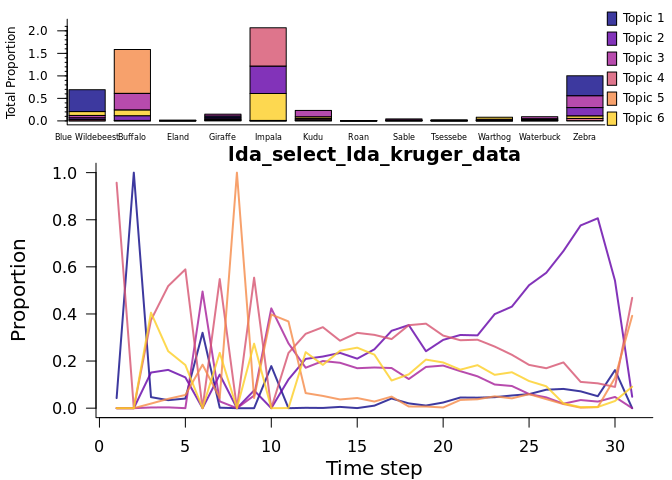 Total Proportion
2.0
1.5
1.0
0.5
0.0
Blue Wildebeest Buffalo Eland Giraffe Impala Kudu Roan Sable Tsessebe Warthog Waterbuck Zebra
Topic 1
Topic 2
Topic 3
Topic 4
Topic 5
Topic 6
lda_select_lda_kruger_data
Proportion
1.0
0.8
0.6
0.4
0.2
0.0
0 5 10 15 20 25 30
Time step